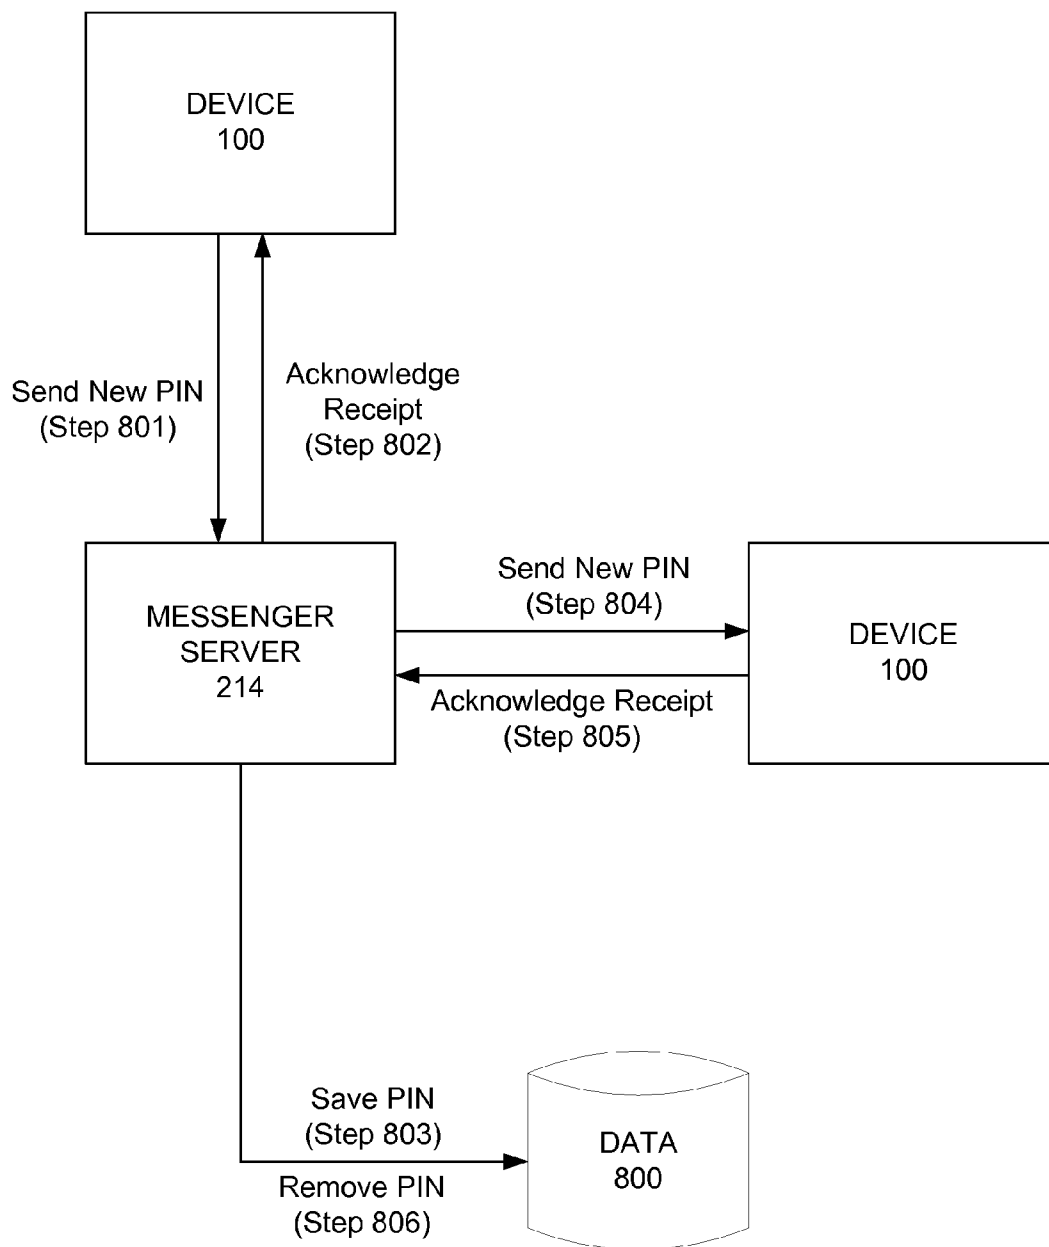 DEVICE
100
Send New PIN
(Step 801)
Acknowledge
Receipt
(Step 802)
MESSENGER
SERVER
214
Send New PIN
(Step 804)
Acknowledge Receipt
(Step 805)
DEVICE
100
Save PIN
(Step 803)
Remove PIN
(Step 806)
DATA
800